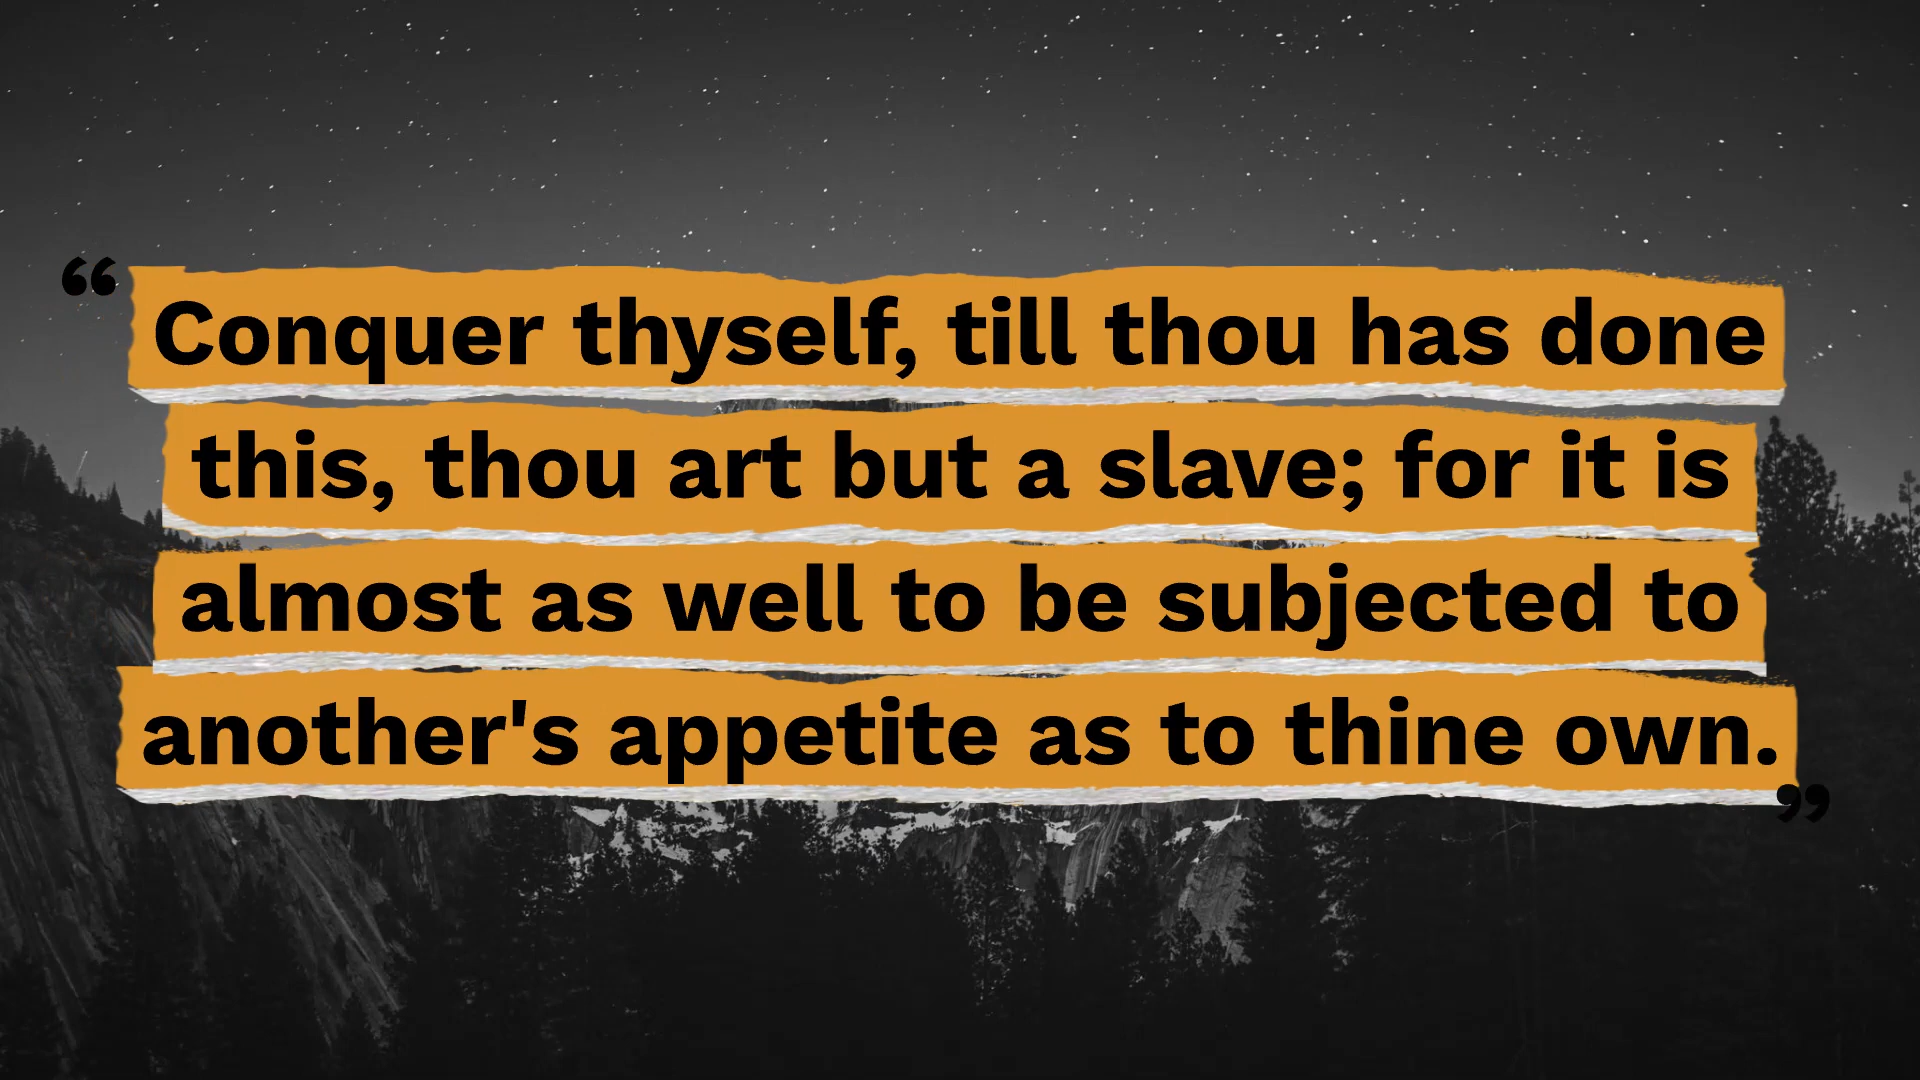 “Conquer thyself, till thou has done
this, thou art but a slave; for it is
almost as well to be subjected to
another's appetite as to thine own.”